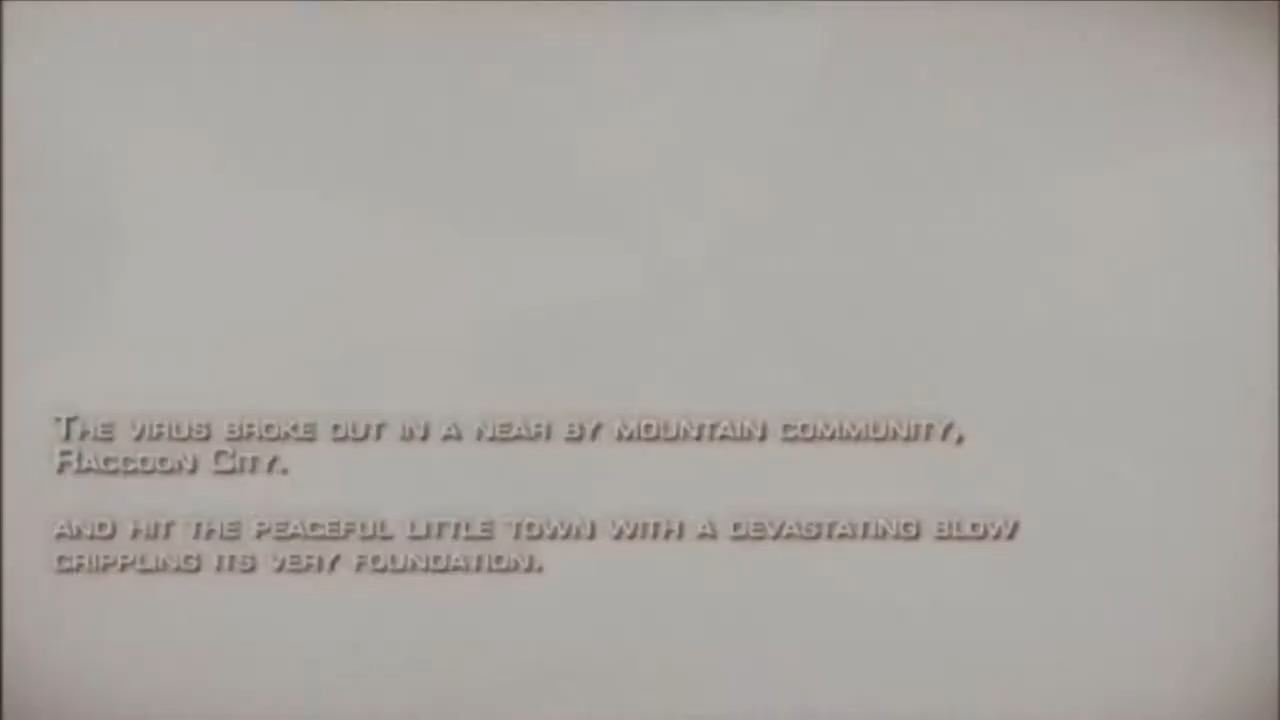 The virus broke out in a near by mountain community,
Raccoon City.
and hit the peaceful little town with a devastating blow
crippling its very foundation.